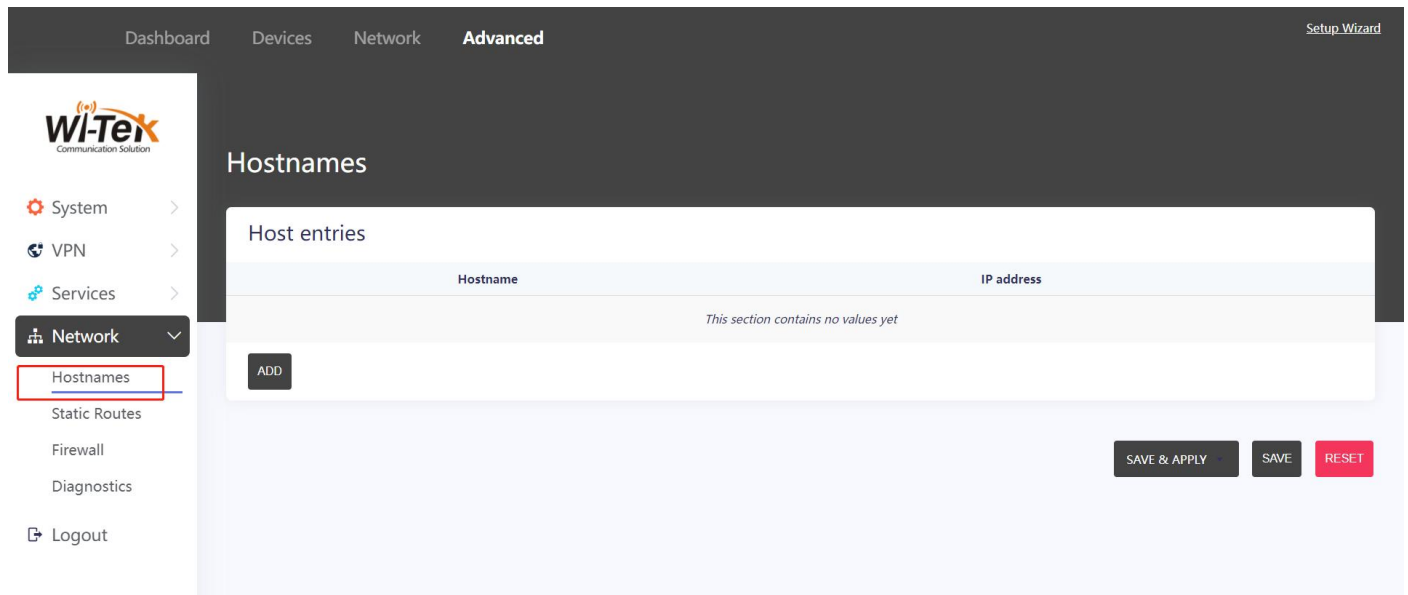 Dashboard Devices Network Advanced Setup Wizard
Wi-Tek
Communication Solution
Hostnames
System
VPN
Services
Network
Hostnames
Static Routes
Firewall
Diagnostics
Logout
Host entries
Hostname IP address
This section contains no values yet
ADD
SAVE & APPLY SAVE RESET